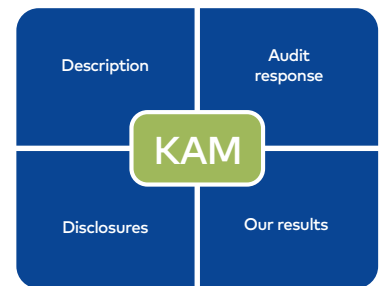 Description
Audit
response
KAM
Disclosures
Our results